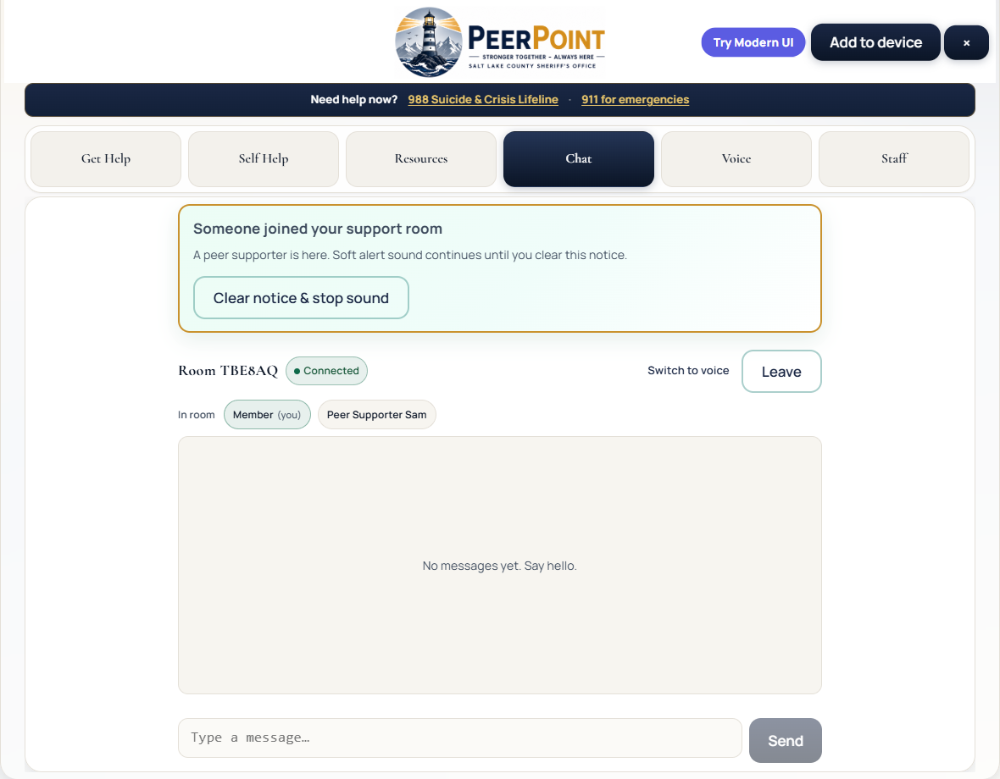 PEERPOINT
STRONGER TOGETHER - ALWAYS HERE
SALT LAKE COUNTY SHERIFF'S OFFICE
Try Modern UI
Add to device
×
Need help now? 988 Suicide & Crisis Lifeline · 911 for emergencies
Get Help
Self Help
Resources
Chat
Voice
Staff
Someone joined your support room
A peer supporter is here. Soft alert sound continues until you clear this notice.
Clear notice & stop sound
Room TBE8AQ
Connected
Switch to voice
Leave
In room
Member (you)
Peer Supporter Sam
No messages yet. Say hello.
Type a message…
Send